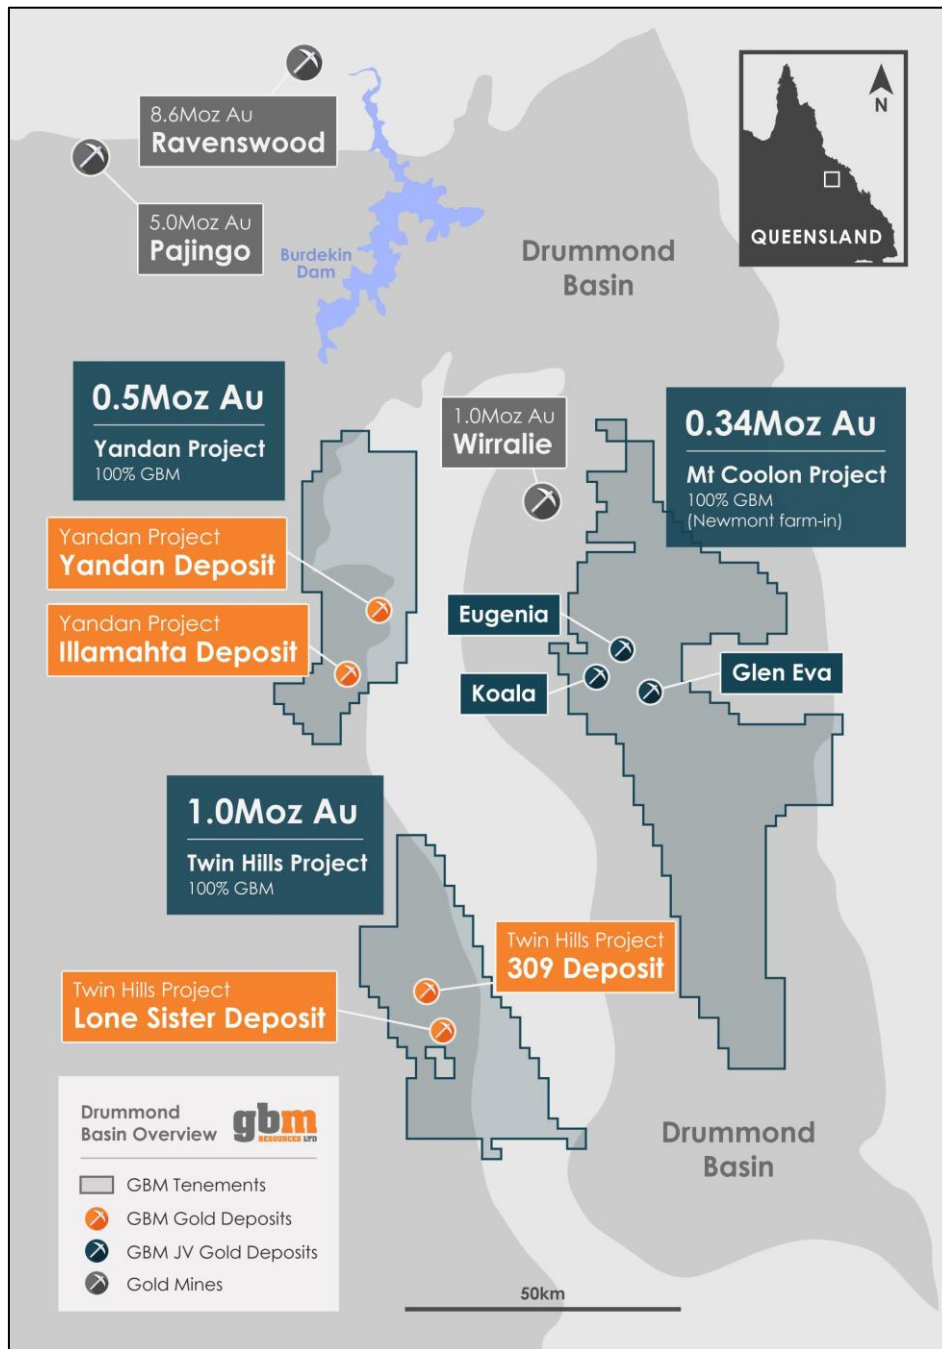 8.6Moz Au
Ravenswood
5.0Moz Au
Pajingo
Burdekin
Dam
Drummond
Basin
N
QUEENSLAND
0.5Moz Au
Yandan Project
100% GBM
1.0Moz Au
Wirralie
0.34Moz Au
Mt Coolon Project
100% GBM
(Newmont farm-in)
Yandan Project
Yandan Deposit
Yandan Project
Illamahta Deposit
Eugenia
Koala
Glen Eva
1.0Moz Au
Twin Hills Project
100% GBM
Twin Hills Project
309 Deposit
Twin Hills Project
Lone Sister Deposit
Drummond
Basin
Drummond
Basin Overview
gbm
RESOURCES LTD
GBM Tenements
GBM Gold Deposits
GBM JV Gold Deposits
Gold Mines
50km